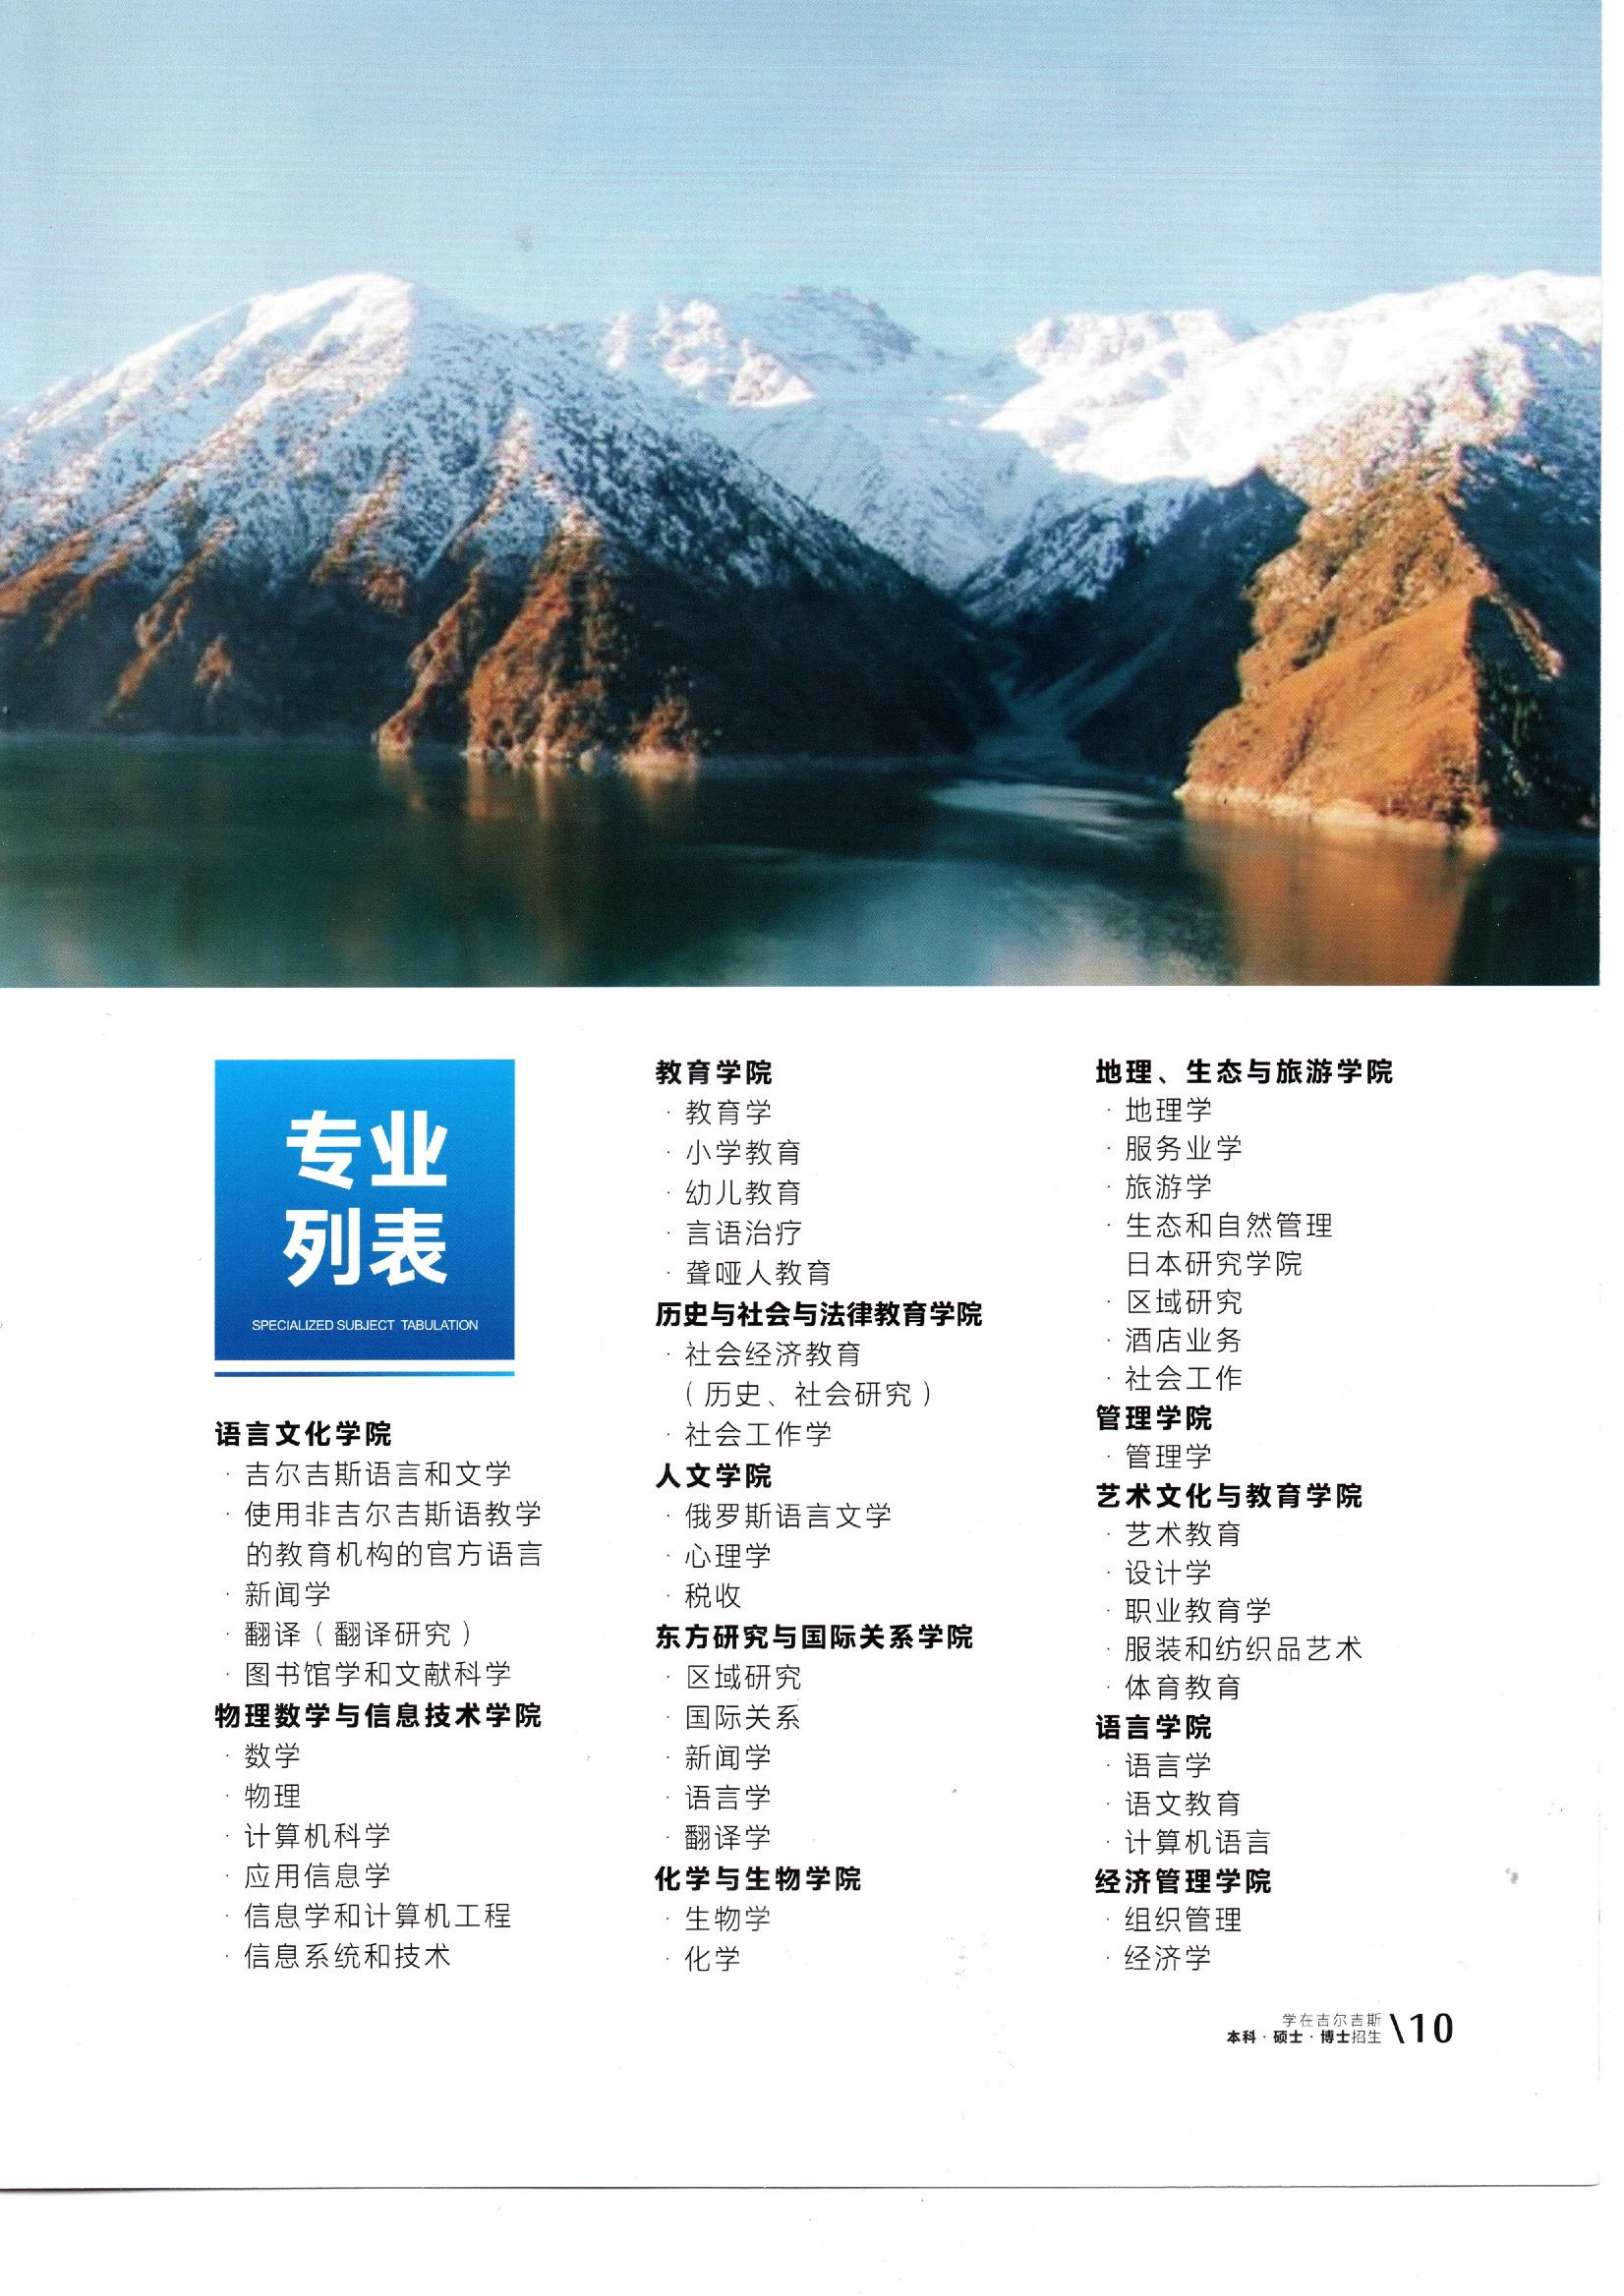 专业
列表
SPECIALIZED SUBJECT TABULATION
语言文化学院
· 吉尔吉斯语言和文学
· 使用非吉尔吉斯语教学
的教育机构的官方语言
· 新闻学
· 翻译（翻译研究）
· 图书馆学和文献科学
物理数学与信息技术学院
· 数学
· 物理
· 计算机科学
· 应用信息学
· 信息学和计算机工程
· 信息系统和技术
教育学院
· 教育学
· 小学教育
· 幼儿教育
· 言语治疗
· 聋哑人教育
历史与社会与法律教育学院
· 社会经济教育
（历史、社会研究）
· 社会工作学
人文学院
· 俄罗斯语言文学
· 心理学
· 税收
东方研究与国际关系学院
· 区域研究
· 国际关系
· 新闻学
· 语言学
· 翻译学
化学与生物学院
· 生物学
· 化学
地理、生态与旅游学院
· 地理学
· 服务业学
· 旅游学
· 生态和自然管理
日本研究学院
· 区域研究
· 酒店业务
· 社会工作
管理学院
· 管理学
艺术文化与教育学院
· 艺术教育
· 设计学
· 职业教育学
· 服装和纺织品艺术
· 体育教育
语言学院
· 语言学
· 语文教育
· 计算机语言
经济管理学院
· 组织管理
· 经济学
学在吉尔吉斯
本科·硕士·博士招生 \10